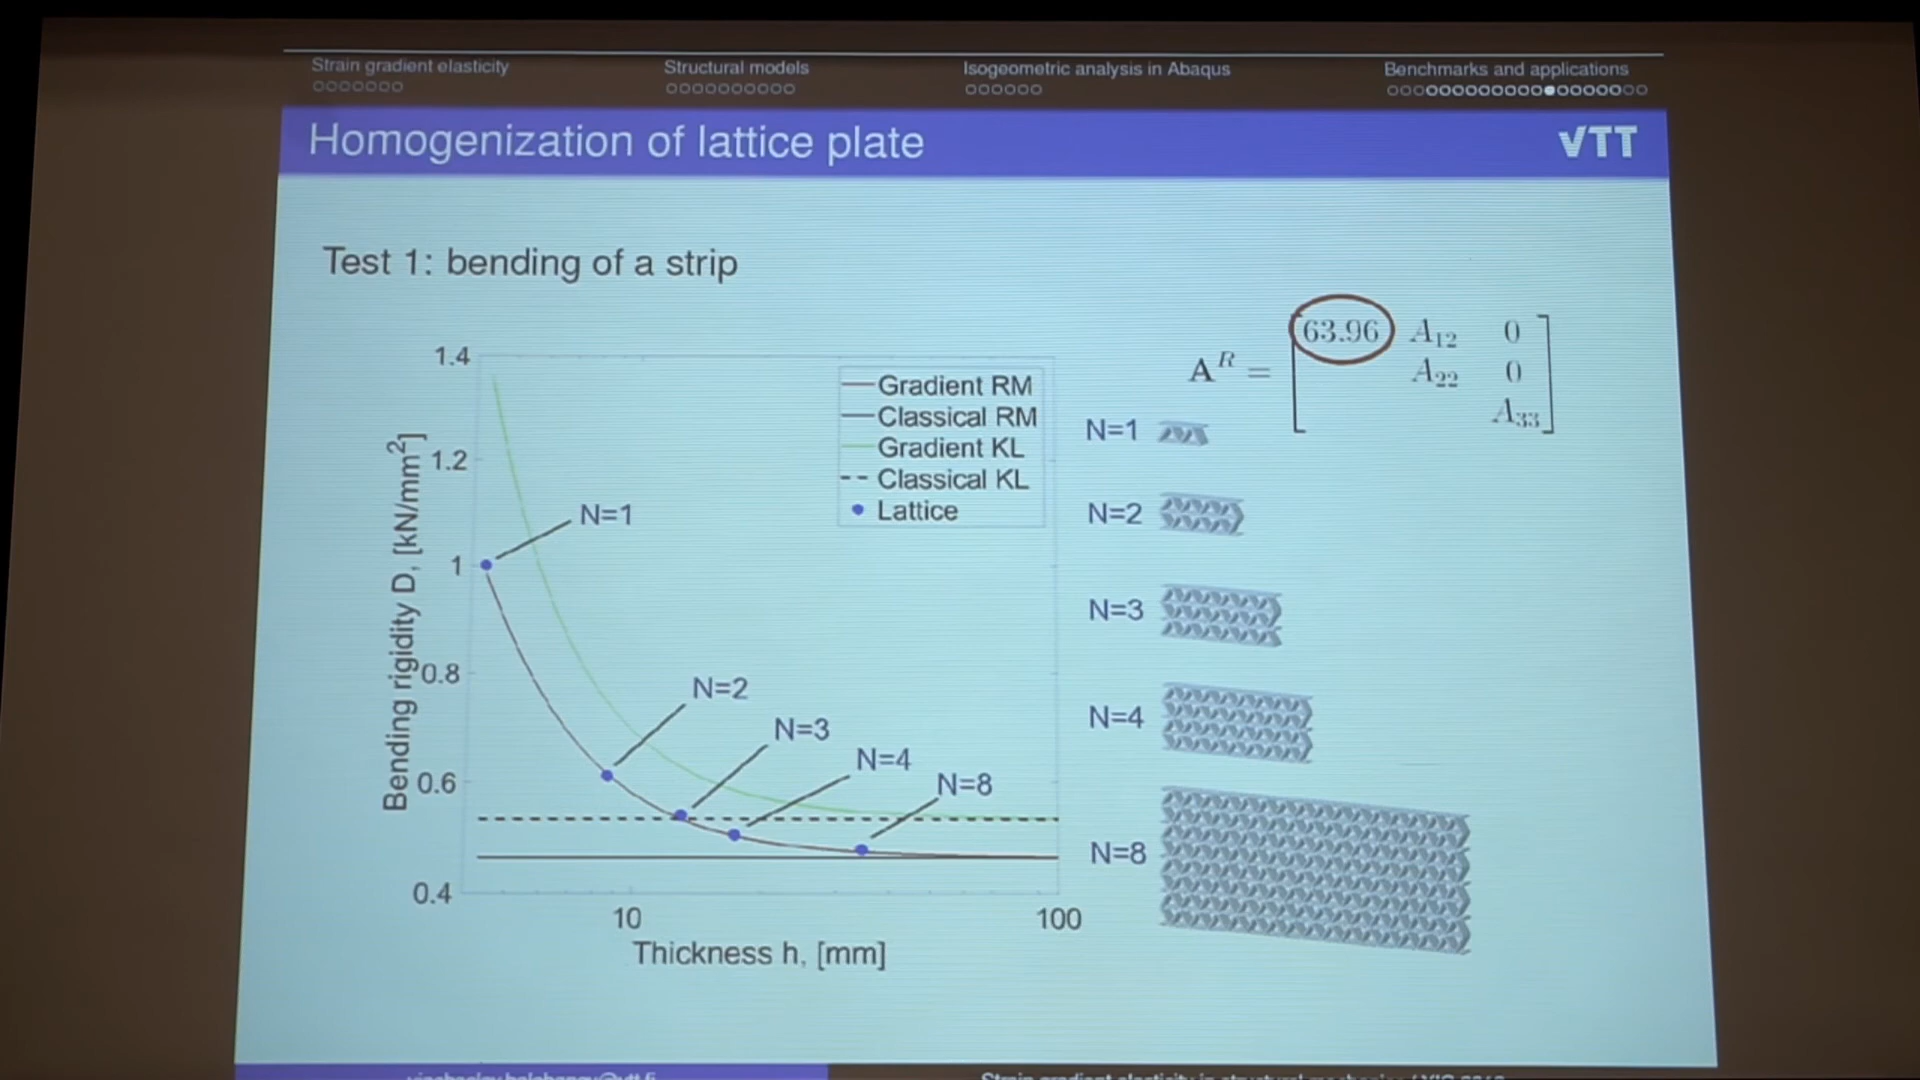 Strain gradient elasticity
Structural models
Isogeometric analysis in Abaqus
Benchmarks and applications
Homogenization of lattice plate
VTT
Test 1: bending of a strip
A^R = [ 63.96 A_12 0
A_22 0
A_33 ]
1.4
1.2
1
0.8
0.6
0.4
Bending rigidity D, [kN/mm²]
Gradient RM
Classical RM
Gradient KL
Classical KL
Lattice
N=1
N=2
N=3
N=4
N=8
10
100
Thickness h, [mm]
N=1
N=2
N=3
N=4
N=8